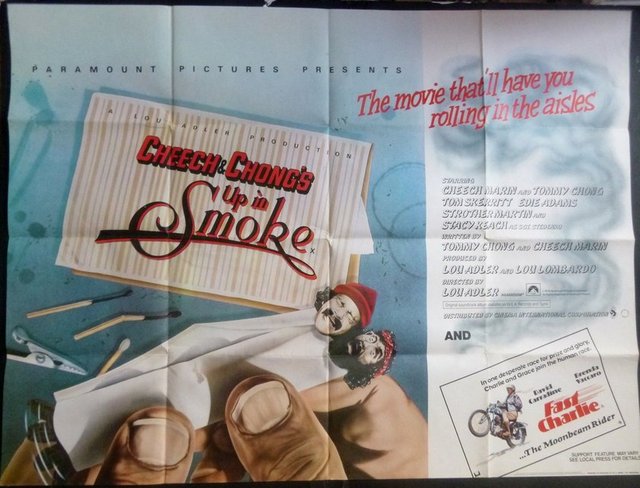 PARAMOUNT PICTURES PRESENTS
The movie that'll have you
rolling in the aisles
A LOU ADLER PRODUCTION
CHEECH & CHONG'S
Up in
Smoke
X
STARRING
CHEECH MARIN AND TOMMY CHONG
TOM SKERRITT EDIE ADAMS
STROTHER MARTIN AND
STACY KEACH AS SGT. STEDENKO
WRITTEN BY
TOMMY CHONG AND CHEECH MARIN
PRODUCED BY
LOU ADLER AND LOU LOMBARDO
DIRECTED BY
LOU ADLER
DISTRIBUTED BY CINEMA INTERNATIONAL CORPORATION
AND
In one desperate race for pruz and glory,
Charlie and Grace join the human race.
David
Carradine
Brenda
Vaccaro
Fast
Charlie
...The Moonbeam Rider
SUPPORT FEATURE MAY VARY
SEE LOCAL PRESS FOR DETAILS